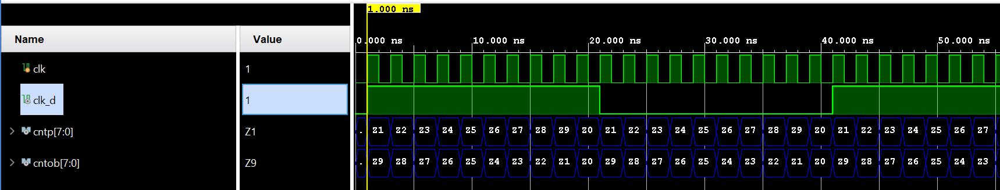 1.000 ns
Name Value
0.000 ns 10.000 ns 20.000 ns 30.000 ns 40.000 ns 50.000 ns
clk 1
clk_d 1
cntp[7:0] Z1 . Z1 Z2 Z3 Z4 Z5 Z6 Z7 Z8 Z9 Z0 Z1 Z2 Z3 Z4 Z5 Z6 Z7 Z8 Z9 Z0 Z1 Z2 Z3 Z4 Z5 Z6 Z7
cntob[7:0] Z9 . Z9 Z8 Z7 Z6 Z5 Z4 Z3 Z2 Z1 Z0 Z9 Z8 Z7 Z6 Z5 Z4 Z3 Z2 Z1 Z0 Z9 Z8 Z7 Z6 Z5 Z4 Z3